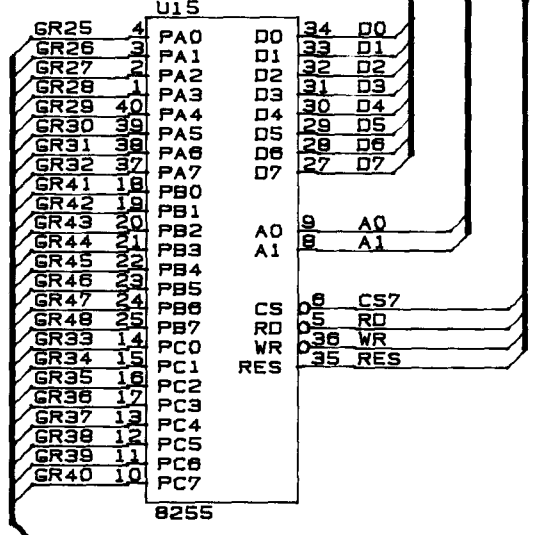 U15
GR25 4 PA0 D0 34 D0
GR26 3 PA1 D1 33 D1
GR27 2 PA2 D2 32 D2
GR28 1 PA3 D3 31 D3
GR29 40 PA4 D4 30 D4
GR30 39 PA5 D5 29 D5
GR31 38 PA6 D6 28 D6
GR32 37 PA7 D7 27 D7
GR41 18 PB0
GR42 19 PB1
GR43 20 PB2 A0 9 A0
GR44 21 PB3 A1 8 A1
GR45 22 PB4
GR46 23 PB5
GR47 24 PB6 CS 6 CS7
GR48 25 PB7 RD 5 RD
GR33 14 PC0 WR 36 WR
GR34 15 PC1 RES 35 RES
GR35 16 PC2
GR36 17 PC3
GR37 13 PC4
GR38 12 PC5
GR39 11 PC6
GR40 10 PC7
8255